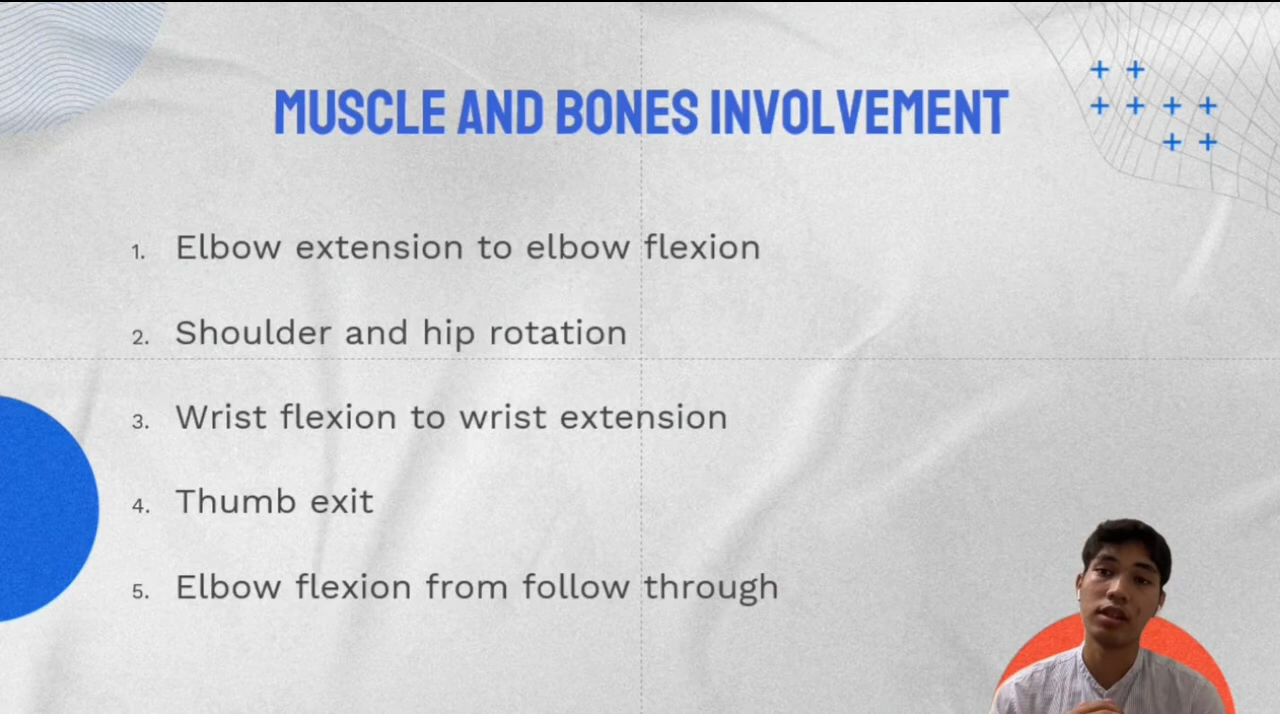 MUSCLE AND BONES INVOLVEMENT
1. Elbow extension to elbow flexion
2. Shoulder and hip rotation
3. Wrist flexion to wrist extension
4. Thumb exit
5. Elbow flexion from follow through